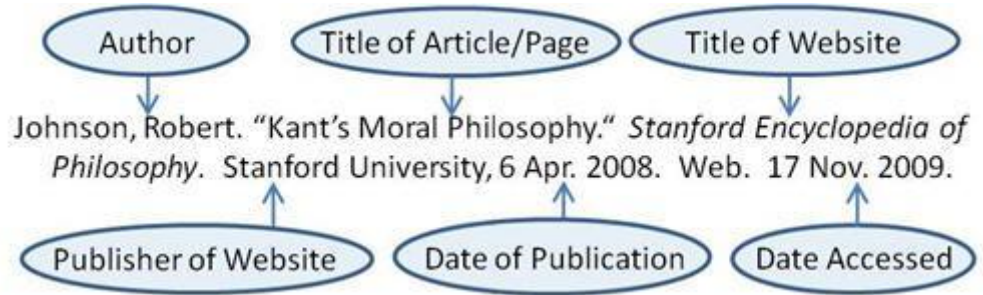 Author Title of Article/Page Title of Website
Johnson, Robert. “Kant’s Moral Philosophy.“ Stanford Encyclopedia of
Philosophy. Stanford University, 6 Apr. 2008. Web. 17 Nov. 2009.
Publisher of Website Date of Publication Date Accessed